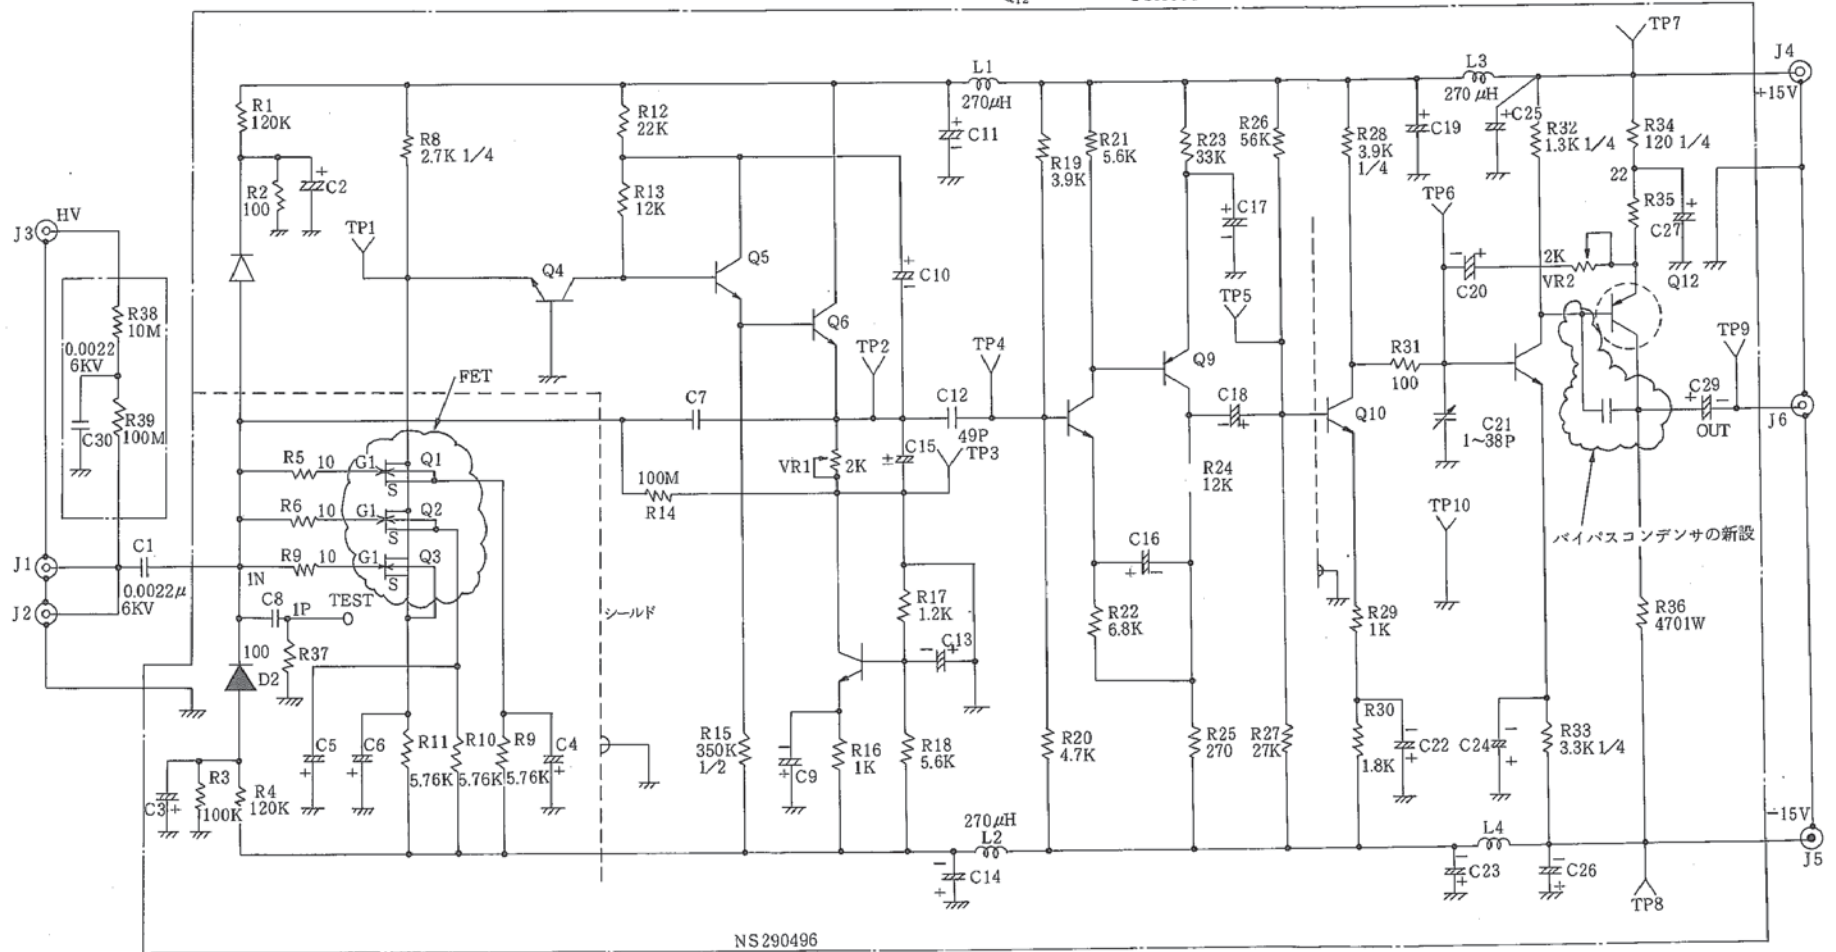 Q12
TP7
J4
+15V
L1
270μH
L3
270 μH
R1
120K
R8
2.7K 1/4
R12
22K
C11
R19
3.9K
R21
5.6K
R23
33K
R26
56K
R28
3.9K
1/4
C19
C25
R32
1.3K 1/4
R34
120 1/4
R2
100
C2
R13
12K
22
R35
C27
TP6
HV
J3
TP1
Q4
Q5
C10
C17
TP5
C20
2K
VR2
Q12
R38
10M
0.0022
6KV
R39
100M
C30
FET
Q6
TP2
TP4
Q9
R31
100
TP9
C7
C12
49P
C18
Q10
C21
1~38P
C29
OUT
J6
R5
10
G1
Q1
S
VR1
2K
C15
TP3
R24
12K
100M
R14
R6
10
G1
Q2
S
TP10
バイパスコンデンサの新設
J1
C1
0.0022μ
6KV
1N
R9
10
G1
Q3
S
C16
J2
C8
1P
TEST
シールド
R17
1.2K
R22
6.8K
R29
1K
R36
4701W
100
D2
R37
C13
C5
C6
R11
5.76K
R10
5.76K
R9
5.76K
C4
R15
350K
1/2
C9
R16
1K
R18
5.6K
R20
4.7K
R25
270
R27
27K
R30
1.8K
C22
C24
R33
3.3K 1/4
C3
R3
100K
R4
120K
270μH
L2
L4
-15V
J5
C14
C23
C26
TP8
NS290496